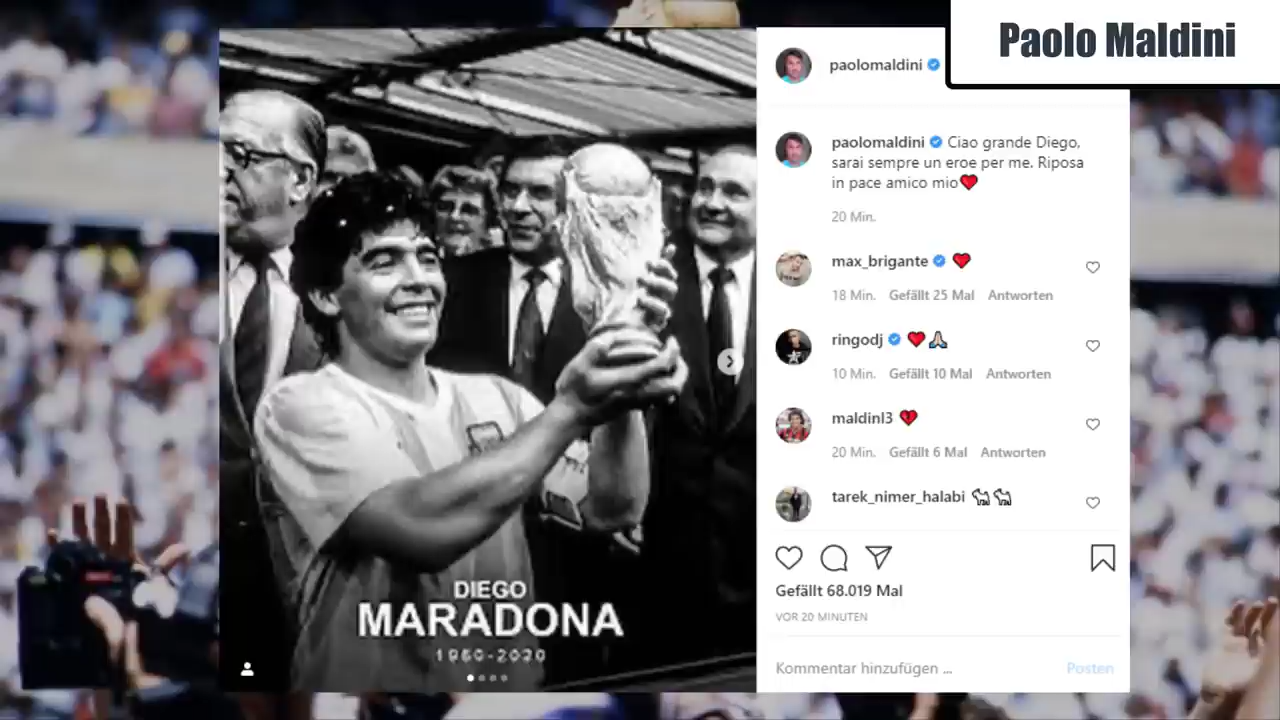 Paolo Maldini
paolomaldini
paolomaldini Ciao grande Diego,
sarai sempre un eroe per me. Riposa
in pace amico mio❤️
20 Min.
max_brigante ❤️
18 Min. Gefällt 25 Mal Antworten
ringodj ❤️🙏🏻
10 Min. Gefällt 10 Mal Antworten
maldinl3 💔
20 Min. Gefällt 6 Mal Antworten
tarek_nimer_halabi 🐐🐐
Gefällt 68.019 Mal
VOR 20 MINUTEN
Kommentar hinzufügen ... Posten
DIEGO
MARADONA
1960-2020